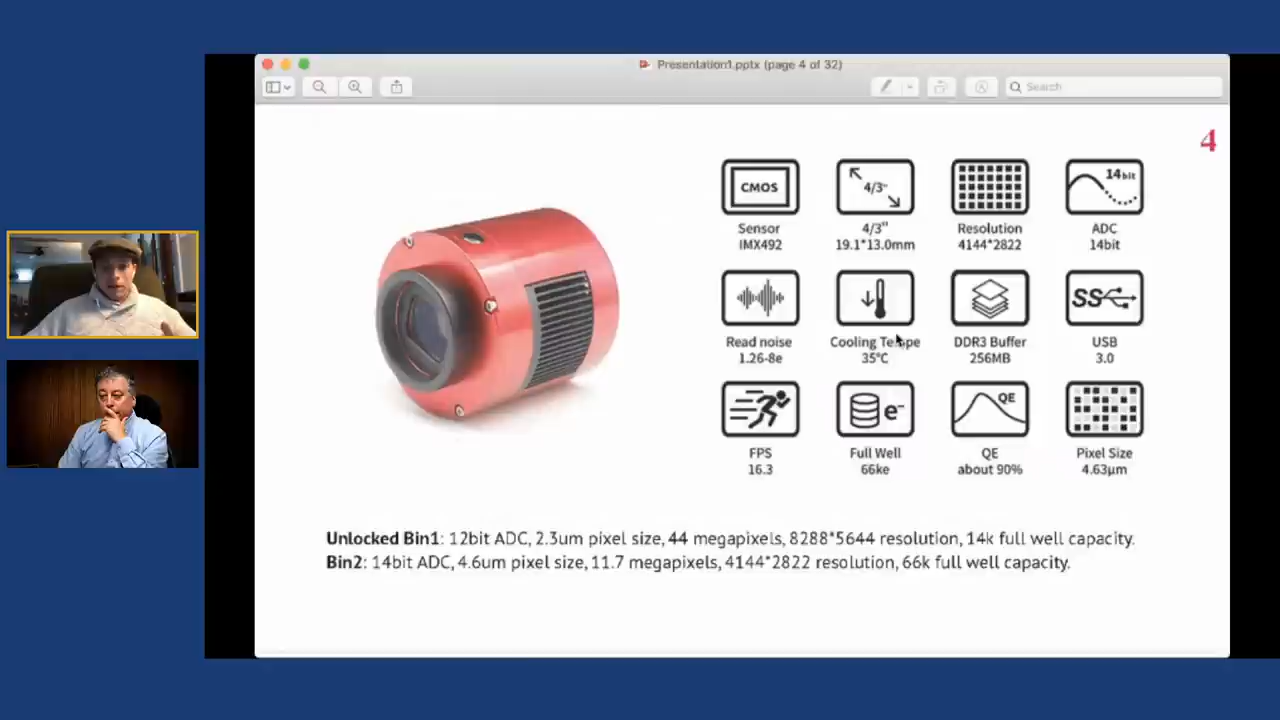 Presentation1.pptx (page 4 of 32)
Search
4
CMOS
4/3"
14bit
Sensor
IMX492
4/3"
19.1*13.0mm
Resolution
4144*2822
ADC
14bit
SS
Read noise
1.26-8e
Cooling Tempe
35°C
DDR3 Buffer
256MB
USB
3.0
e-
QE
FPS
16.3
Full Well
66ke
QE
about 90%
Pixel Size
4.63μm
Unlocked Bin1: 12bit ADC, 2.3um pixel size, 44 megapixels, 8288*5644 resolution, 14k full well capacity.
Bin2: 14bit ADC, 4.6um pixel size, 11.7 megapixels, 4144*2822 resolution, 66k full well capacity.